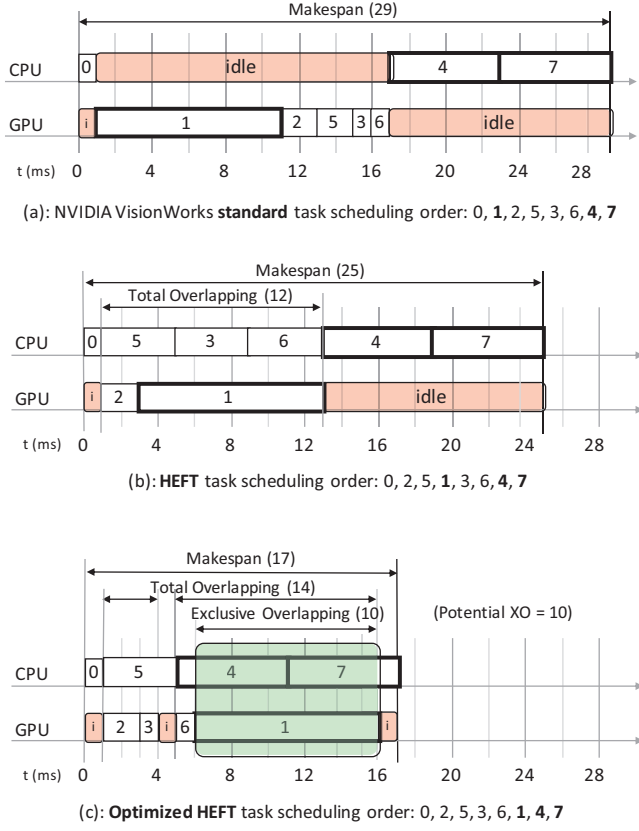 Makespan (29)
CPU 0 idle 4 7
GPU i 1 2 5 3 6 idle
t (ms) 0 4 8 12 16 20 24 28
(a): NVIDIA VisionWorks standard task scheduling order: 0, 1, 2, 5, 3, 6, 4, 7
Makespan (25)
Total Overlapping (12)
CPU 0 5 3 6 4 7
GPU i 2 1 idle
t (ms) 0 4 8 12 16 20 24 28
(b): HEFT task scheduling order: 0, 2, 5, 1, 3, 6, 4, 7
Makespan (17)
Total Overlapping (14)
Exclusive Overlapping (10) (Potential XO = 10)
CPU 0 5 4 7
GPU i 2 3 i 6 1 i
t (ms) 0 4 8 12 16 20 24 28
(c): Optimized HEFT task scheduling order: 0, 2, 5, 3, 6, 1, 4, 7